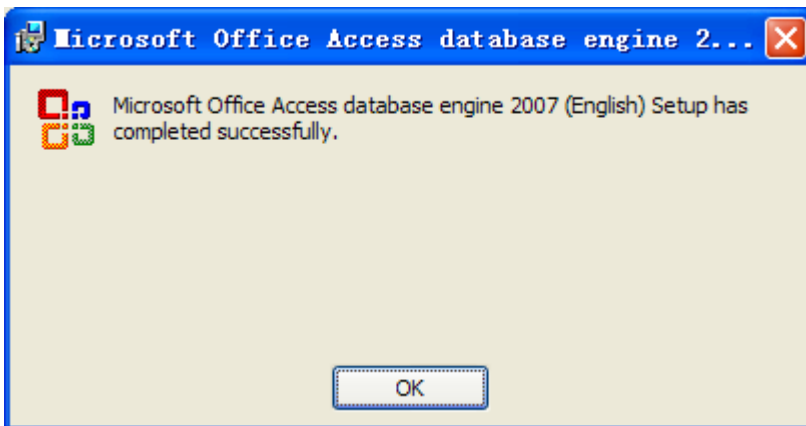 Microsoft Office Access database engine 2...
Microsoft Office Access database engine 2007 (English) Setup has
completed successfully.
OK